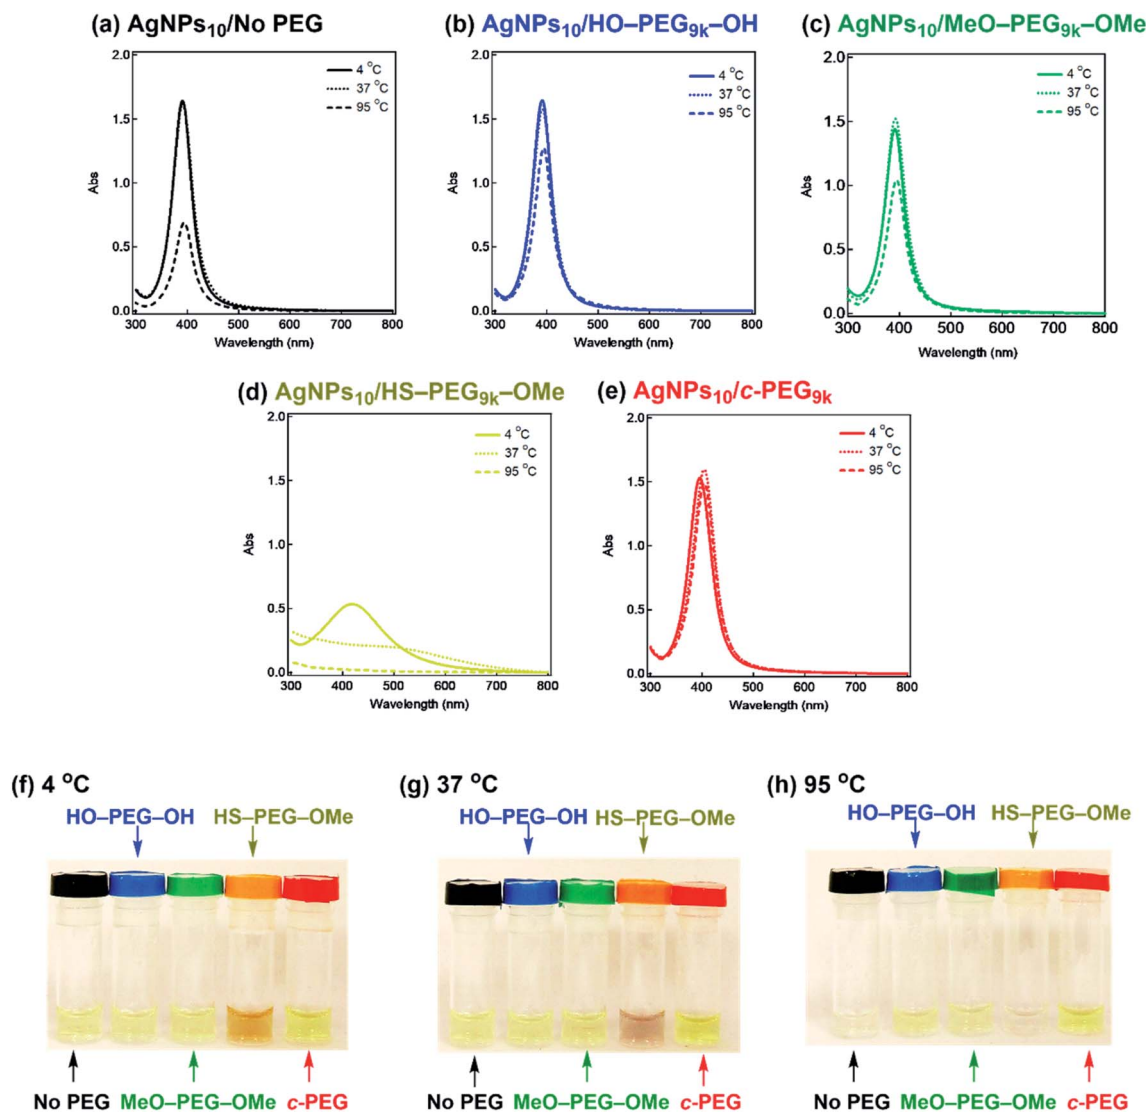 (a) AgNPs₁₀/No PEG
2.0
1.5
1.0
0.5
0.0
Abs
300 400 500 600 700 800
Wavelength (nm)
4 °C
37 °C
95 °C
(b) AgNPs₁₀/HO–PEG₉ₖ–OH
2.0
1.5
1.0
0.5
0.0
Abs
300 400 500 600 700 800
Wavelength (nm)
4 °C
37 °C
95 °C
(c) AgNPs₁₀/MeO–PEG₉ₖ–OMe
2.0
1.5
1.0
0.5
0.0
Abs
300 400 500 600 700 800
Wavelength (nm)
4 °C
37 °C
95 °C
(d) AgNPs₁₀/HS–PEG₉ₖ–OMe
2.0
1.5
1.0
0.5
0.0
Abs
300 400 500 600 700 800
Wavelength (nm)
4 °C
37 °C
95 °C
(e) AgNPs₁₀/c-PEG₉ₖ
2.0
1.5
1.0
0.5
0.0
Abs
300 400 500 600 700 800
Wavelength (nm)
4 °C
37 °C
95 °C
(f) 4 °C
HO–PEG–OH HS–PEG–OMe
No PEG MeO–PEG–OMe c-PEG
(g) 37 °C
HO–PEG–OH HS–PEG–OMe
No PEG MeO–PEG–OMe c-PEG
(h) 95 °C
HO–PEG–OH HS–PEG–OMe
No PEG MeO–PEG–OMe c-PEG